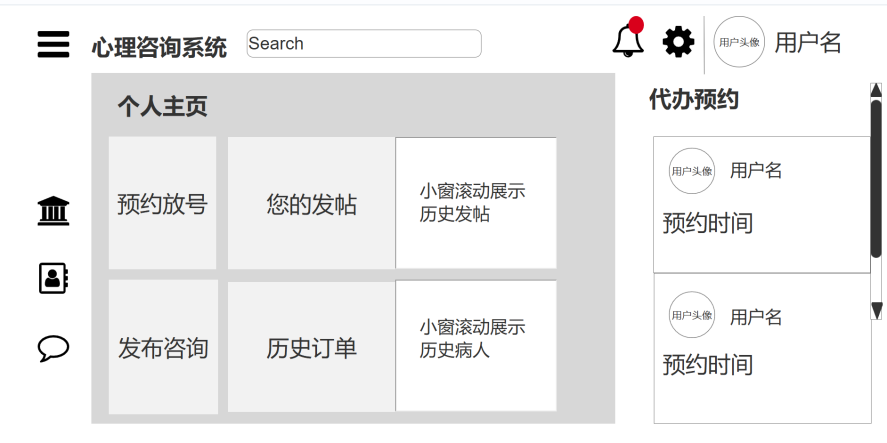 心理咨询系统
Search
用户头像
用户名
个人主页
代办预约
预约放号
您的发帖
小窗滚动展示
历史发帖
用户头像
用户名
预约时间
发布咨询
历史订单
小窗滚动展示
历史病人
用户头像
用户名
预约时间